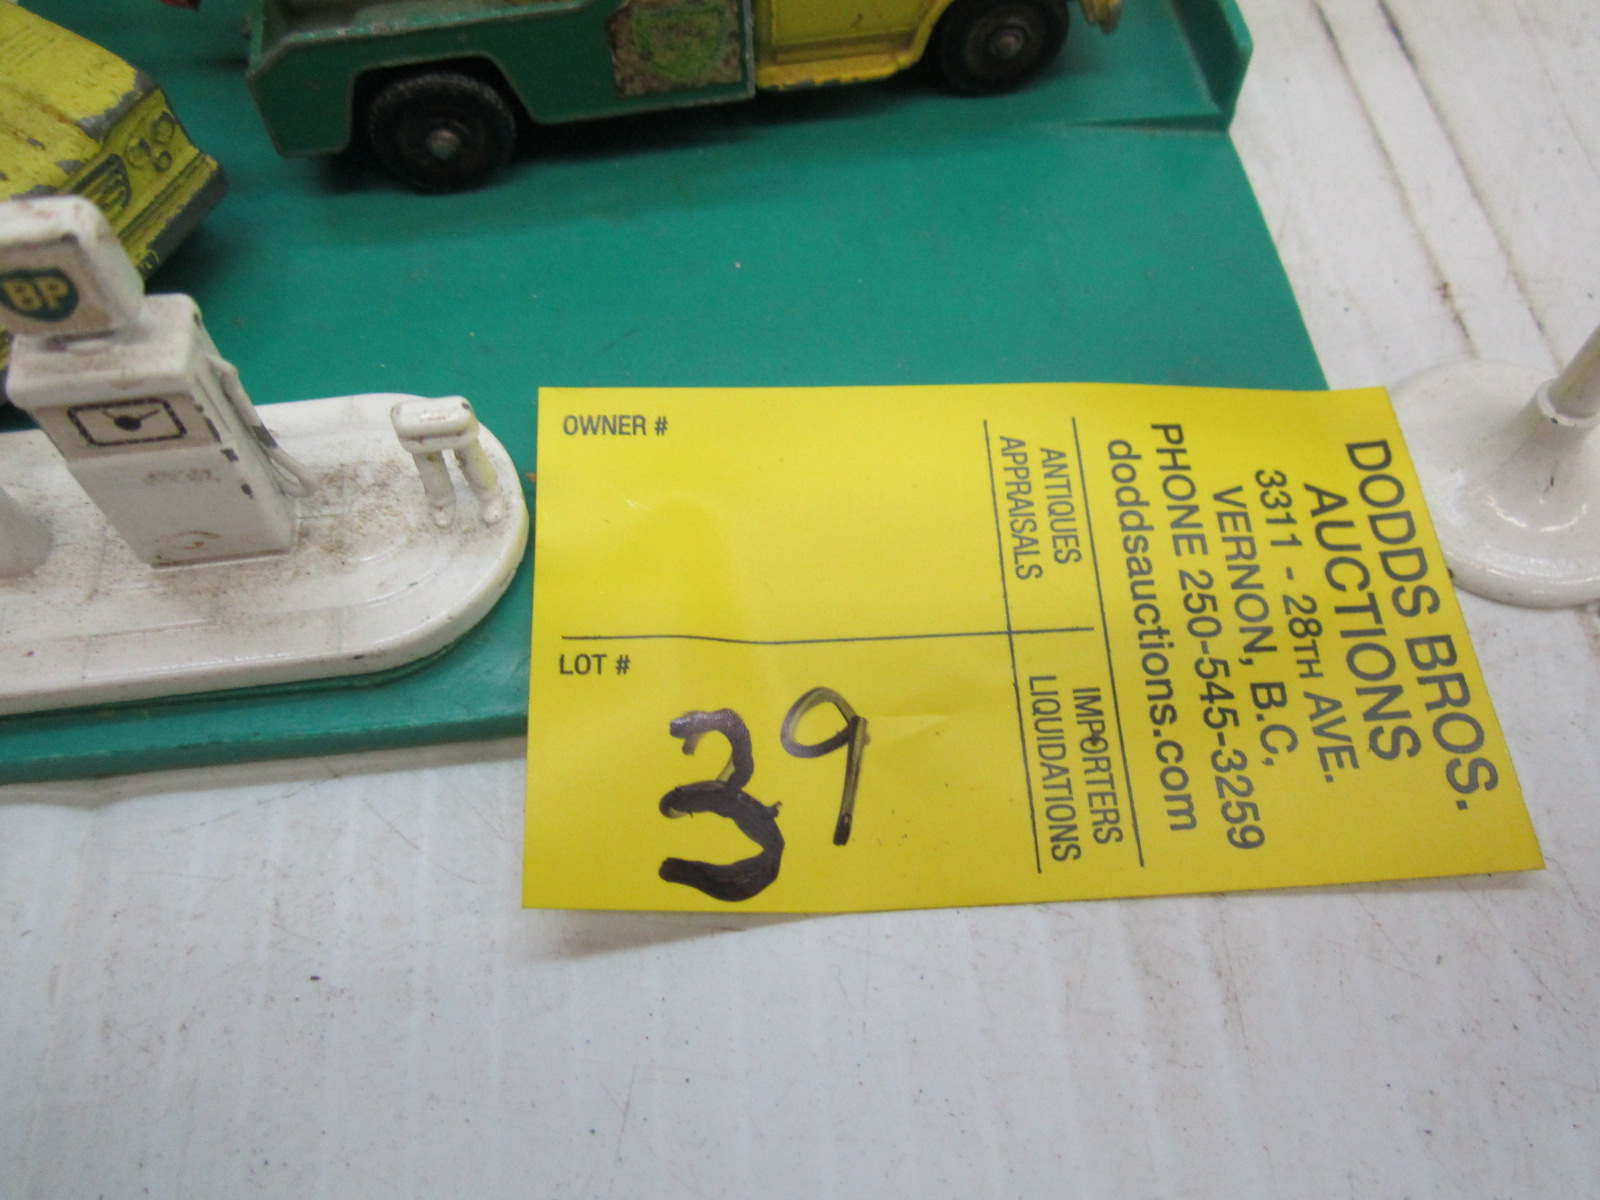 BP
OWNER #
LOT #
39
DODDS BROS.
AUCTIONS
3311 - 28TH AVE.
VERNON, B.C,
PHONE 250-545-3259
doddsauctions.com
ANTIQUES
APPRAISALS
IMPORTERS
LIQUIDATIONS